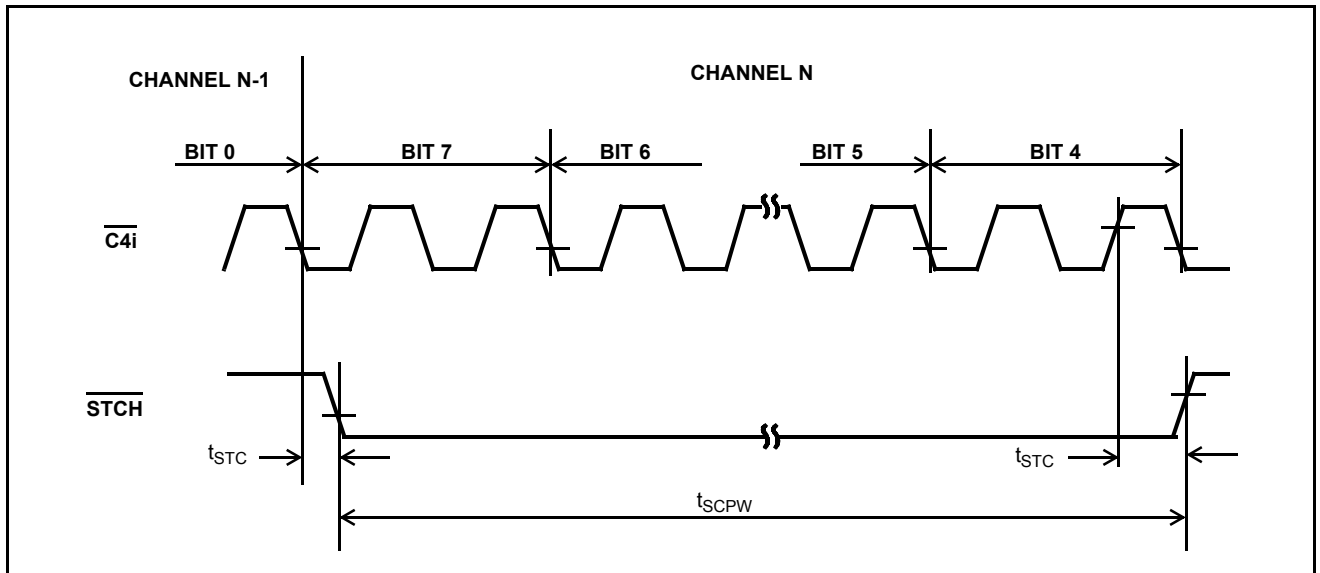 CHANNEL N-1
CHANNEL N
BIT 0
BIT 7
BIT 6
BIT 5
BIT 4
C4i
STCH
tSTC
tSTC
tSCPW